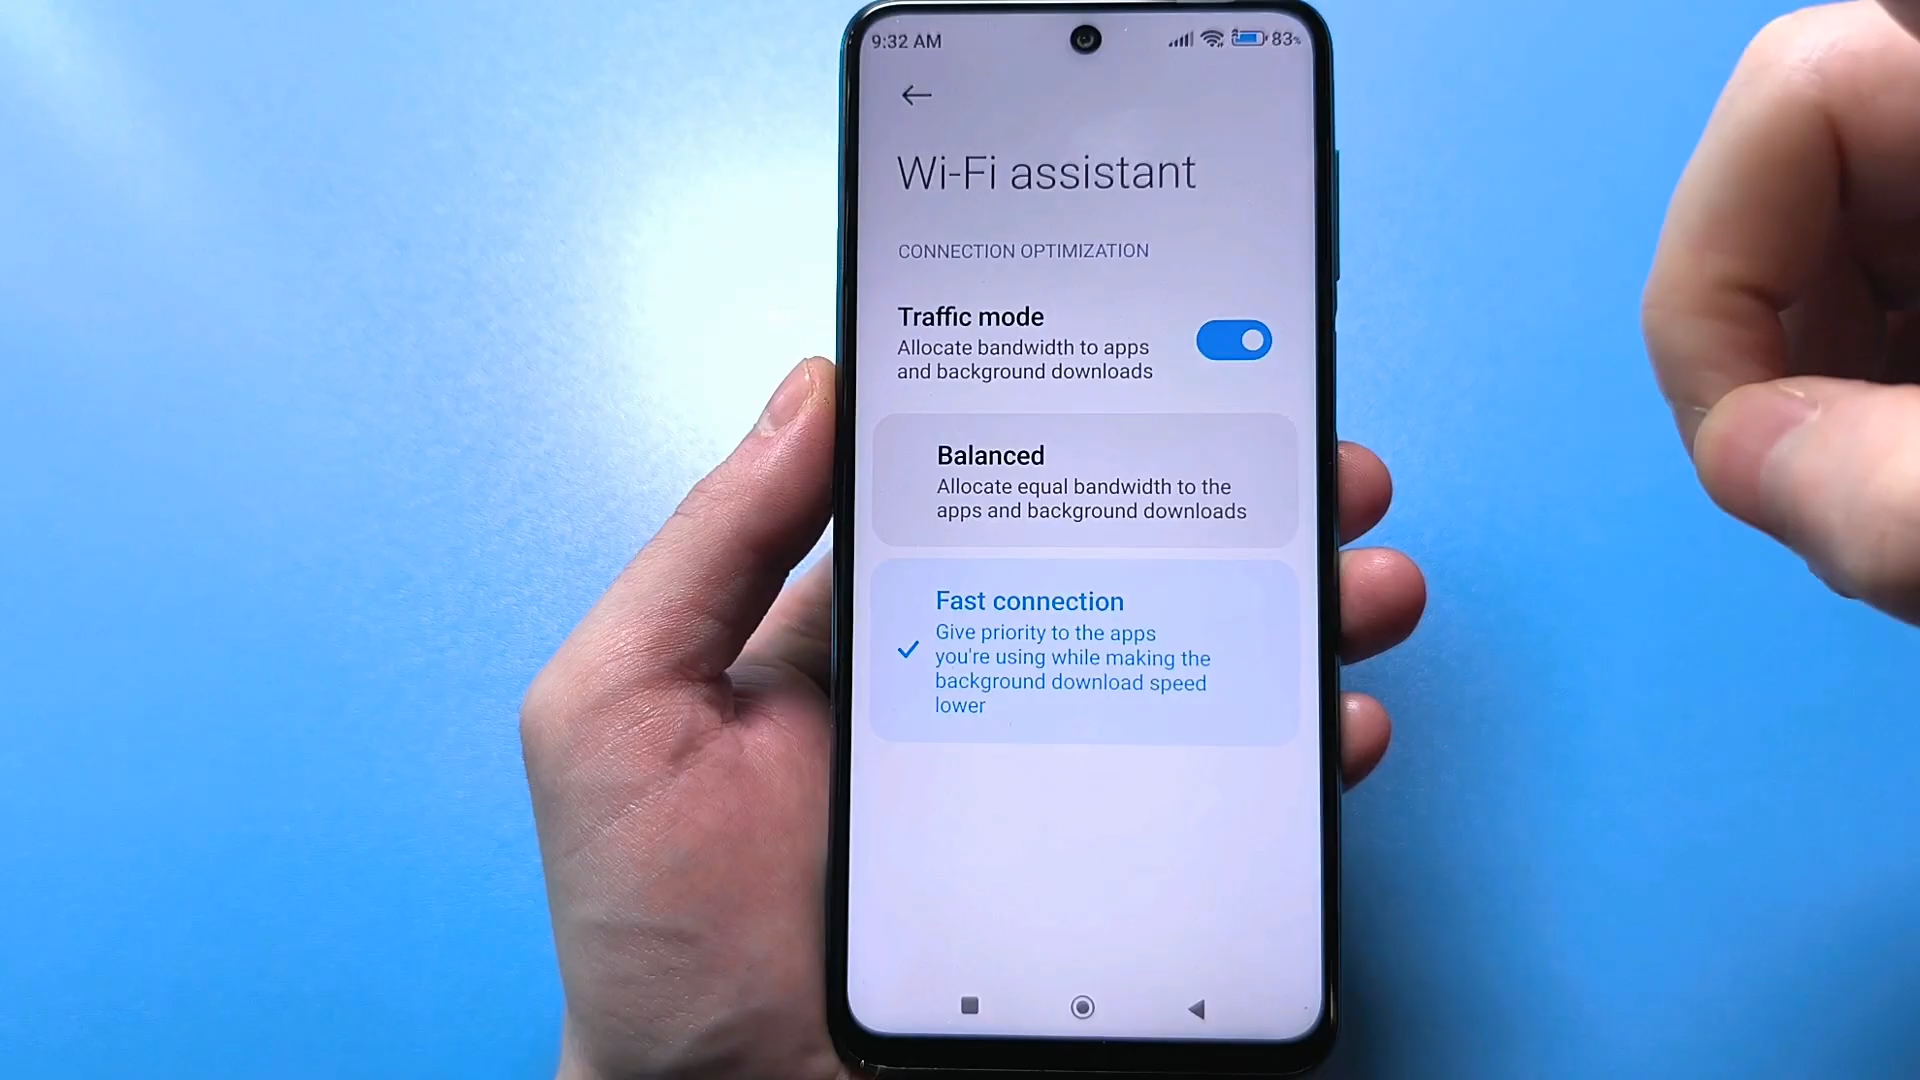 9:32 AM
83%
Wi-Fi assistant
CONNECTION OPTIMIZATION
Traffic mode
Allocate bandwidth to apps
and background downloads
Balanced
Allocate equal bandwidth to the
apps and background downloads
Fast connection
Give priority to the apps
you're using while making the
background download speed
lower